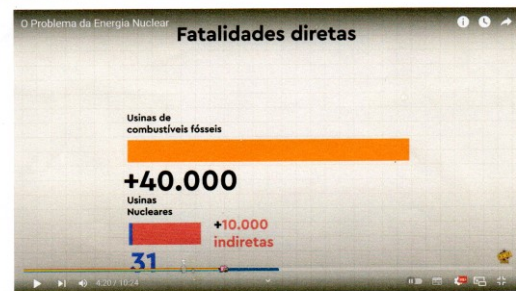 O Problema da Energia Nuclear
Fatalidades diretas
Usinas de
combustíveis fósseis
+40.000
Usinas
Nucleares
+10.000
indiretas
31
4:20 / 10:24